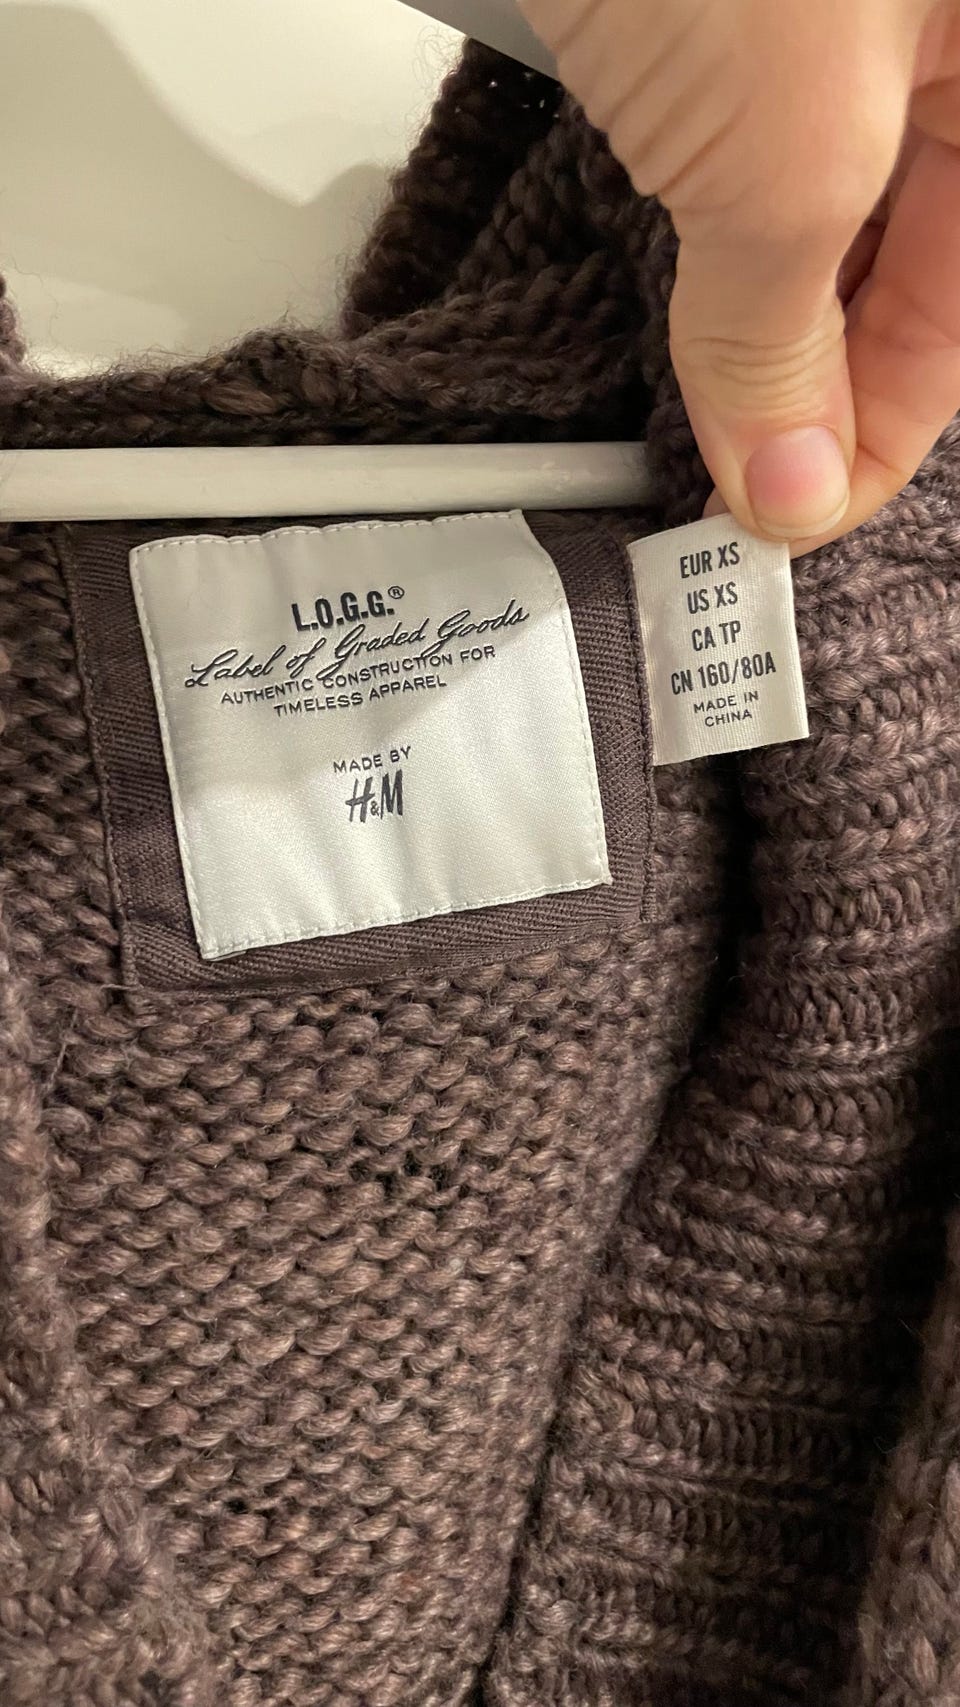 L.O.G.G.®
Label of Graded Goods
AUTHENTIC CONSTRUCTION FOR
TIMELESS APPAREL
MADE BY
H&M
EUR XS
US XS
CA TP
CN 160/80A
MADE IN
CHINA